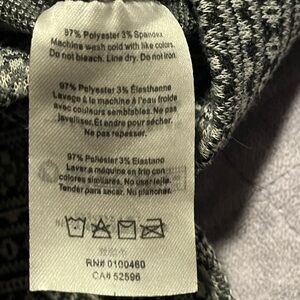 97% Polyester 3% Spandex
Machine wash cold with like colors.
Do not bleach. Line dry. Do not iron.
97% Polyester 3% Élasthanne
Lavage à la machine à l'eau froide
avec couleurs semblables. Ne pas
javelliser. Et endre pour sécher.
Ne pas repasser.
97% Poliéster 3% Elastano
Lavar a máquina en frío con
colores similares. No usar lejía.
Tender para secar. No planchar.
RN# 0100460
CA# 52596